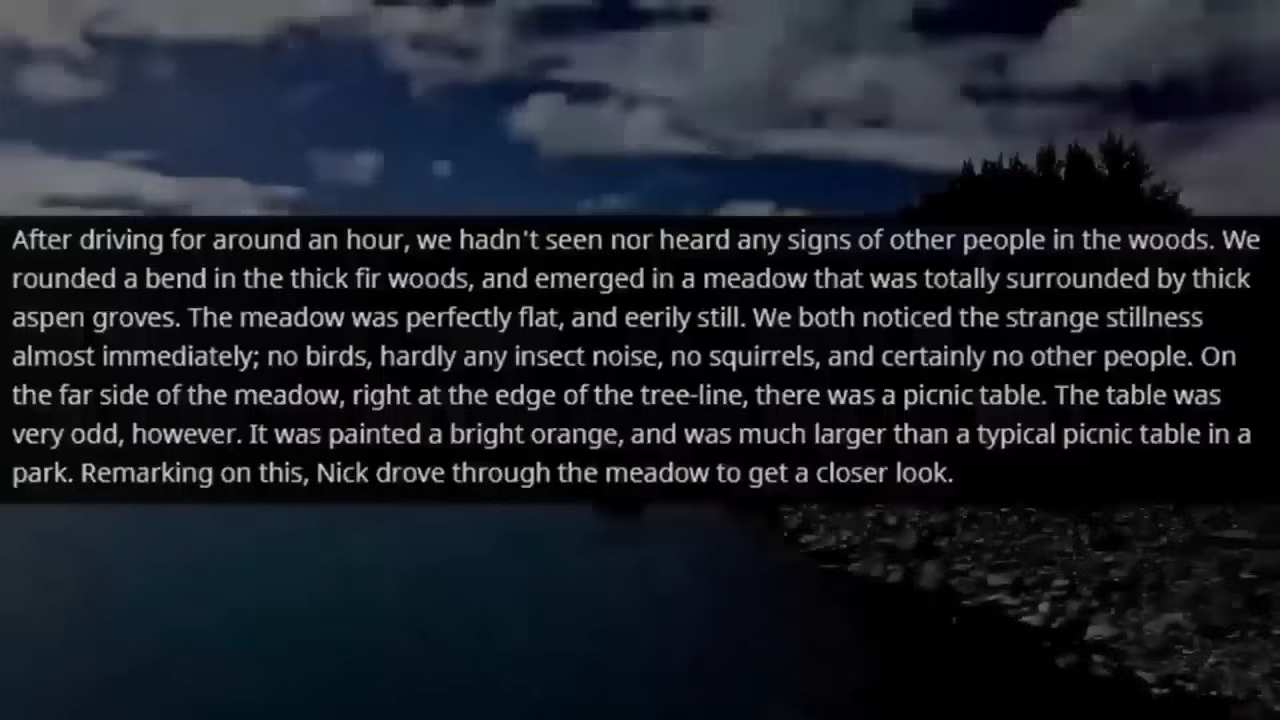 After driving for around an hour, we hadn't seen nor heard any signs of other people in the woods. We
rounded a bend in the thick fir woods, and emerged in a meadow that was totally surrounded by thick
aspen groves. The meadow was perfectly flat, and eerily still. We both noticed the strange stillness
almost immediately; no birds, hardly any insect noise, no squirrels, and certainly no other people. On
the far side of the meadow, right at the edge of the tree-line, there was a picnic table. The table was
very odd, however. It was painted a bright orange, and was much larger than a typical picnic table in a
park. Remarking on this, Nick drove through the meadow to get a closer look.